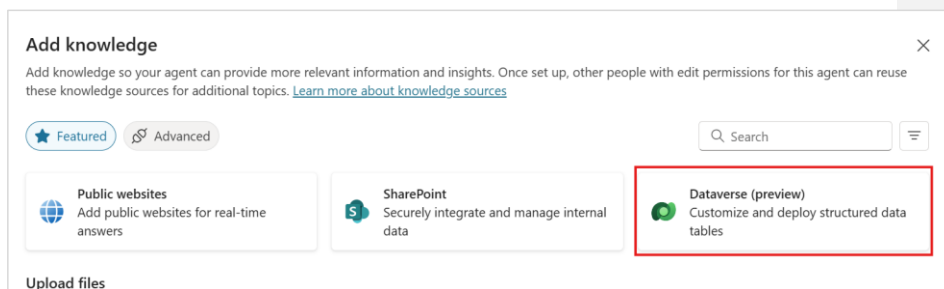 Add knowledge
Add knowledge so your agent can provide more relevant information and insights. Once set up, other people with edit permissions for this agent can reuse
these knowledge sources for additional topics. Learn more about knowledge sources
Featured
Advanced
Search
Public websites
Add public websites for real-time
answers
SharePoint
Securely integrate and manage internal
data
Dataverse (preview)
Customize and deploy structured data
tables
Upload files